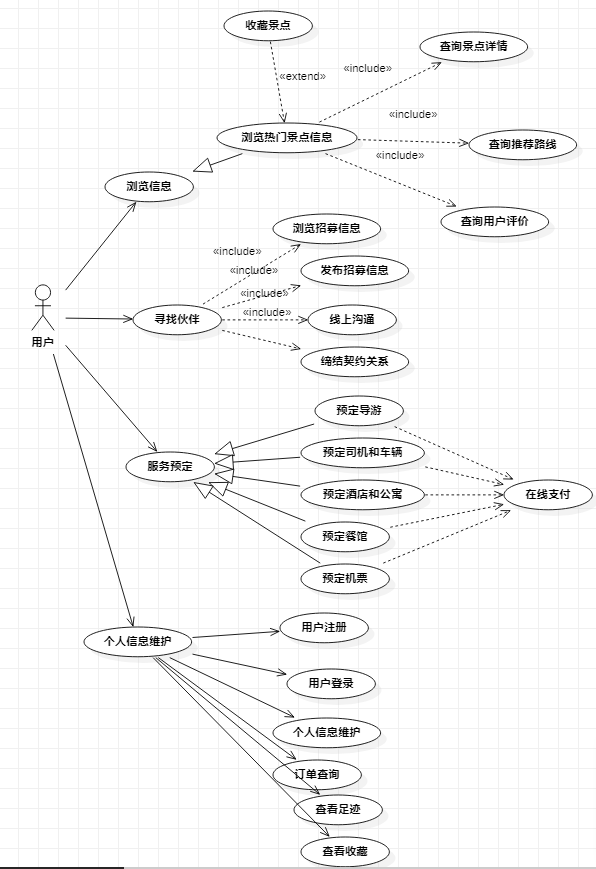 收藏景点
查询景点详情
«include»
«extend»
«include»
浏览热门景点信息
查询推荐路线
«include»
浏览信息
查询用户评价
浏览招募信息
«include»
«include»
发布招募信息
«include»
«include»
寻找伙伴
线上沟通
用户
缔结契约关系
预定导游
预定司机和车辆
服务预定
预定酒店和公寓
在线支付
预定餐馆
预定机票
用户注册
个人信息维护
用户登录
个人信息维护
订单查询
查看足迹
查看收藏